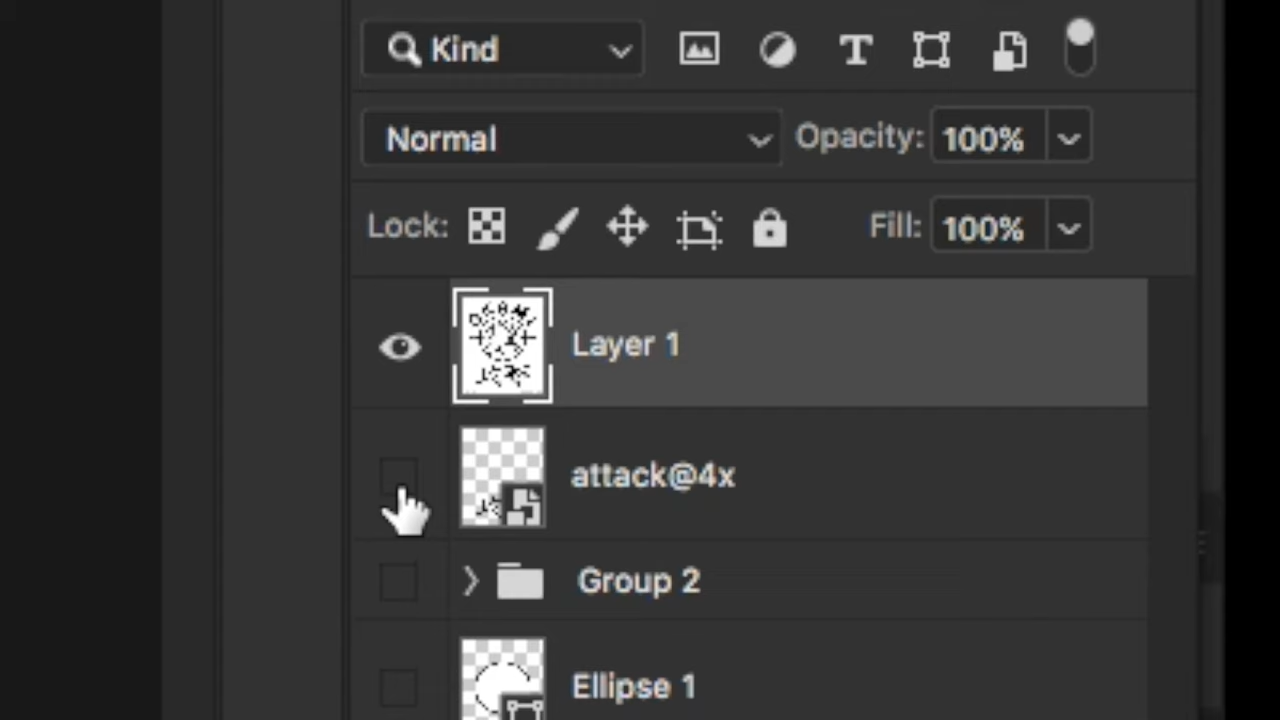 Kind
Normal Opacity: 100%
Lock: Fill: 100%
Layer 1
attack@4x
Group 2
Ellipse 1